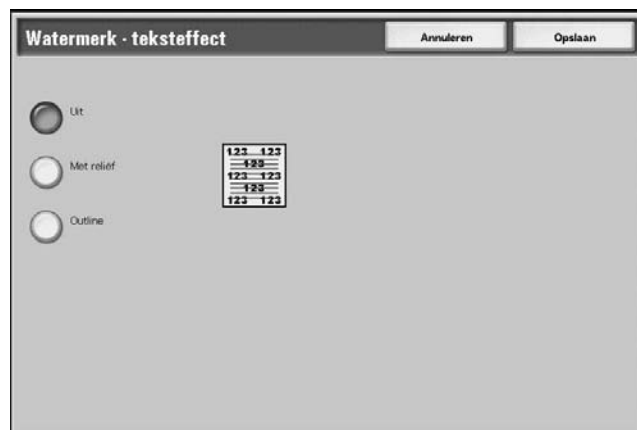 Watermerk - teksteffect
Annuleren
Opslaan
Uit
Met reliëf
Outline
123 123
123
123 123
123
123 123